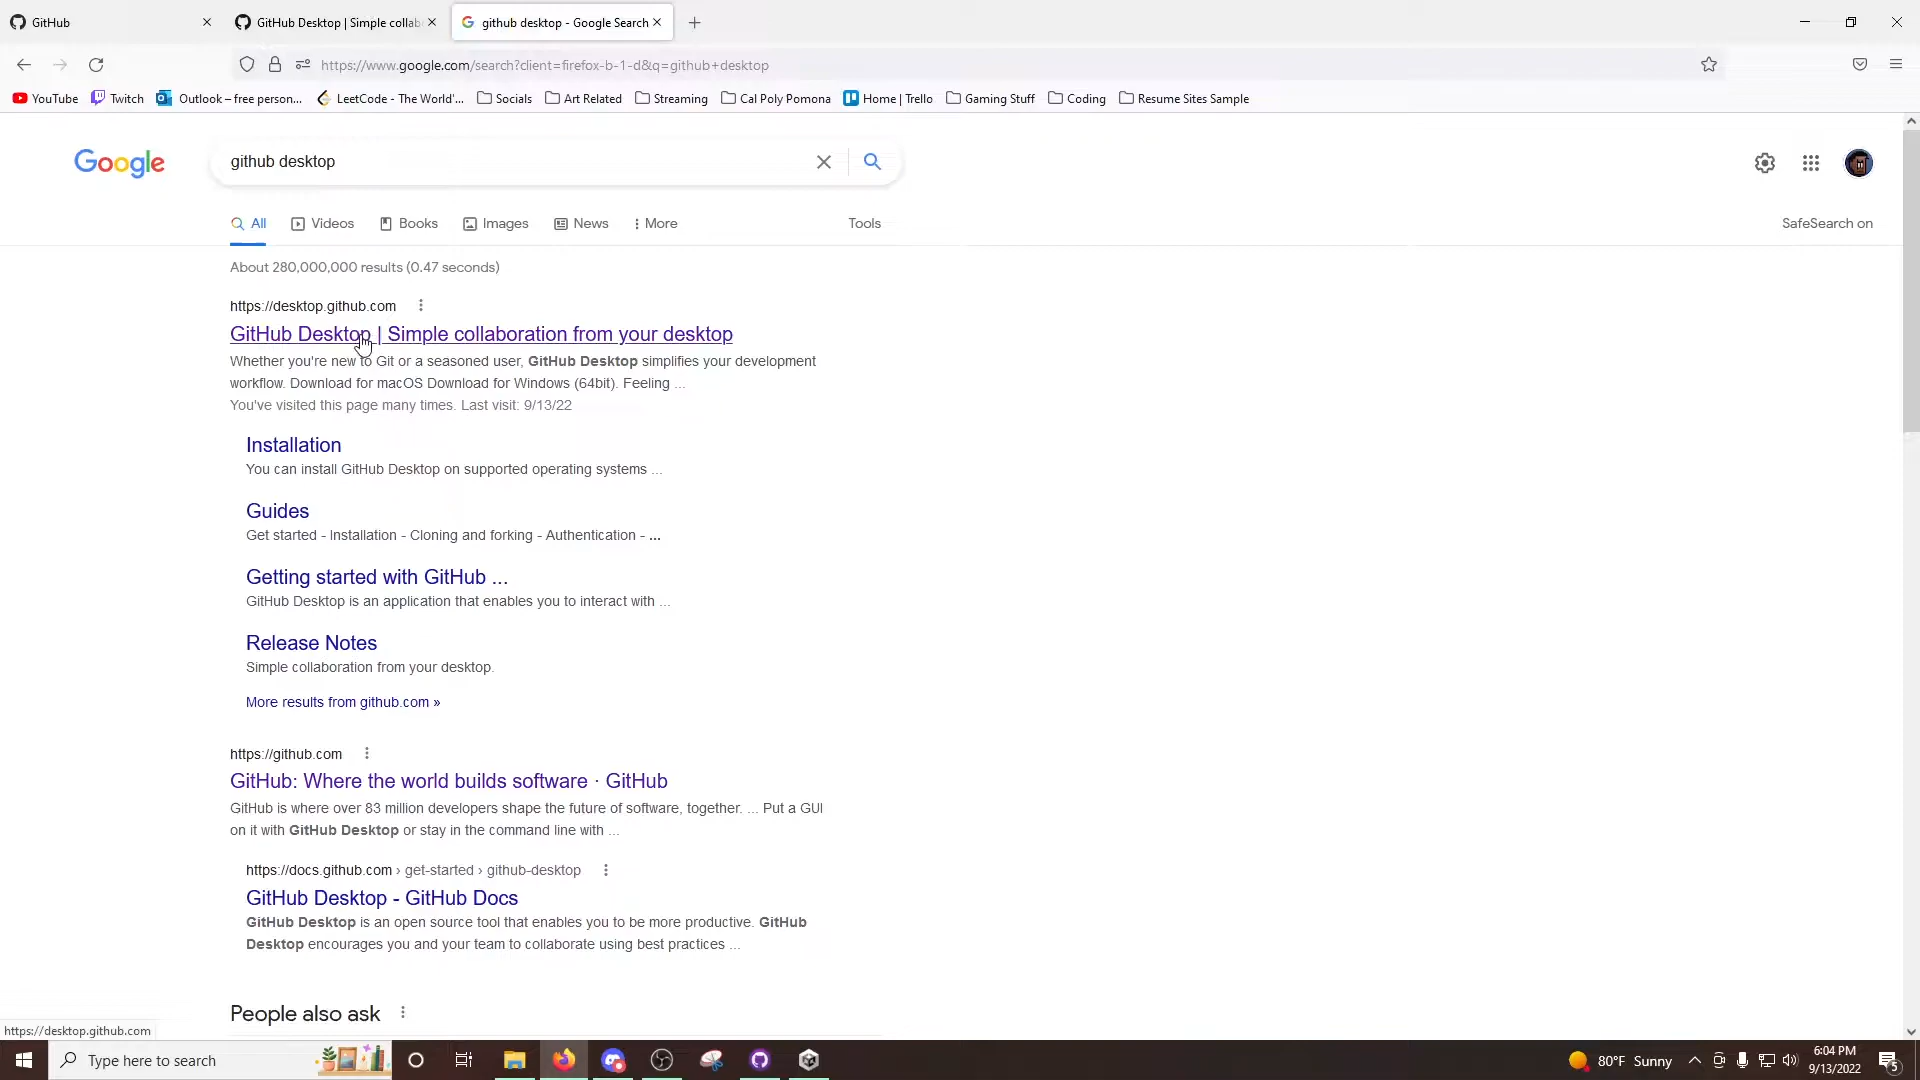 GitHub
GitHub Desktop | Simple collab
github desktop - Google Search
https://www.google.com/search?client=firefox-b-1-d&q=github+desktop
YouTube
Twitch
Outlook – free person...
LeetCode - The World'...
Socials
Art Related
Streaming
Cal Poly Pomona
Home | Trello
Gaming Stuff
Coding
Resume Sites Sample
Google
github desktop
All
Videos
Books
Images
News
More
Tools
SafeSearch on
About 280,000,000 results (0.47 seconds)
https://desktop.github.com
GitHub Desktop | Simple collaboration from your desktop
Whether you're new to Git or a seasoned user, GitHub Desktop simplifies your development
workflow. Download for macOS Download for Windows (64bit). Feeling ...
You've visited this page many times. Last visit: 9/13/22
Installation
You can install GitHub Desktop on supported operating systems ...
Guides
Get started - Installation - Cloning and forking - Authentication - ...
Getting started with GitHub ...
GitHub Desktop is an application that enables you to interact with ...
Release Notes
Simple collaboration from your desktop.
More results from github.com »
https://github.com
GitHub: Where the world builds software · GitHub
GitHub is where over 83 million developers shape the future of software, together. ... Put a GUI
on it with GitHub Desktop or stay in the command line with ...
https://docs.github.com › get-started › github-desktop
GitHub Desktop - GitHub Docs
GitHub Desktop is an open source tool that enables you to be more productive. GitHub
Desktop encourages you and your team to collaborate using best practices ...
People also ask
https://desktop.github.com
Type here to search
80°F Sunny
6:04 PM
9/13/2022
5